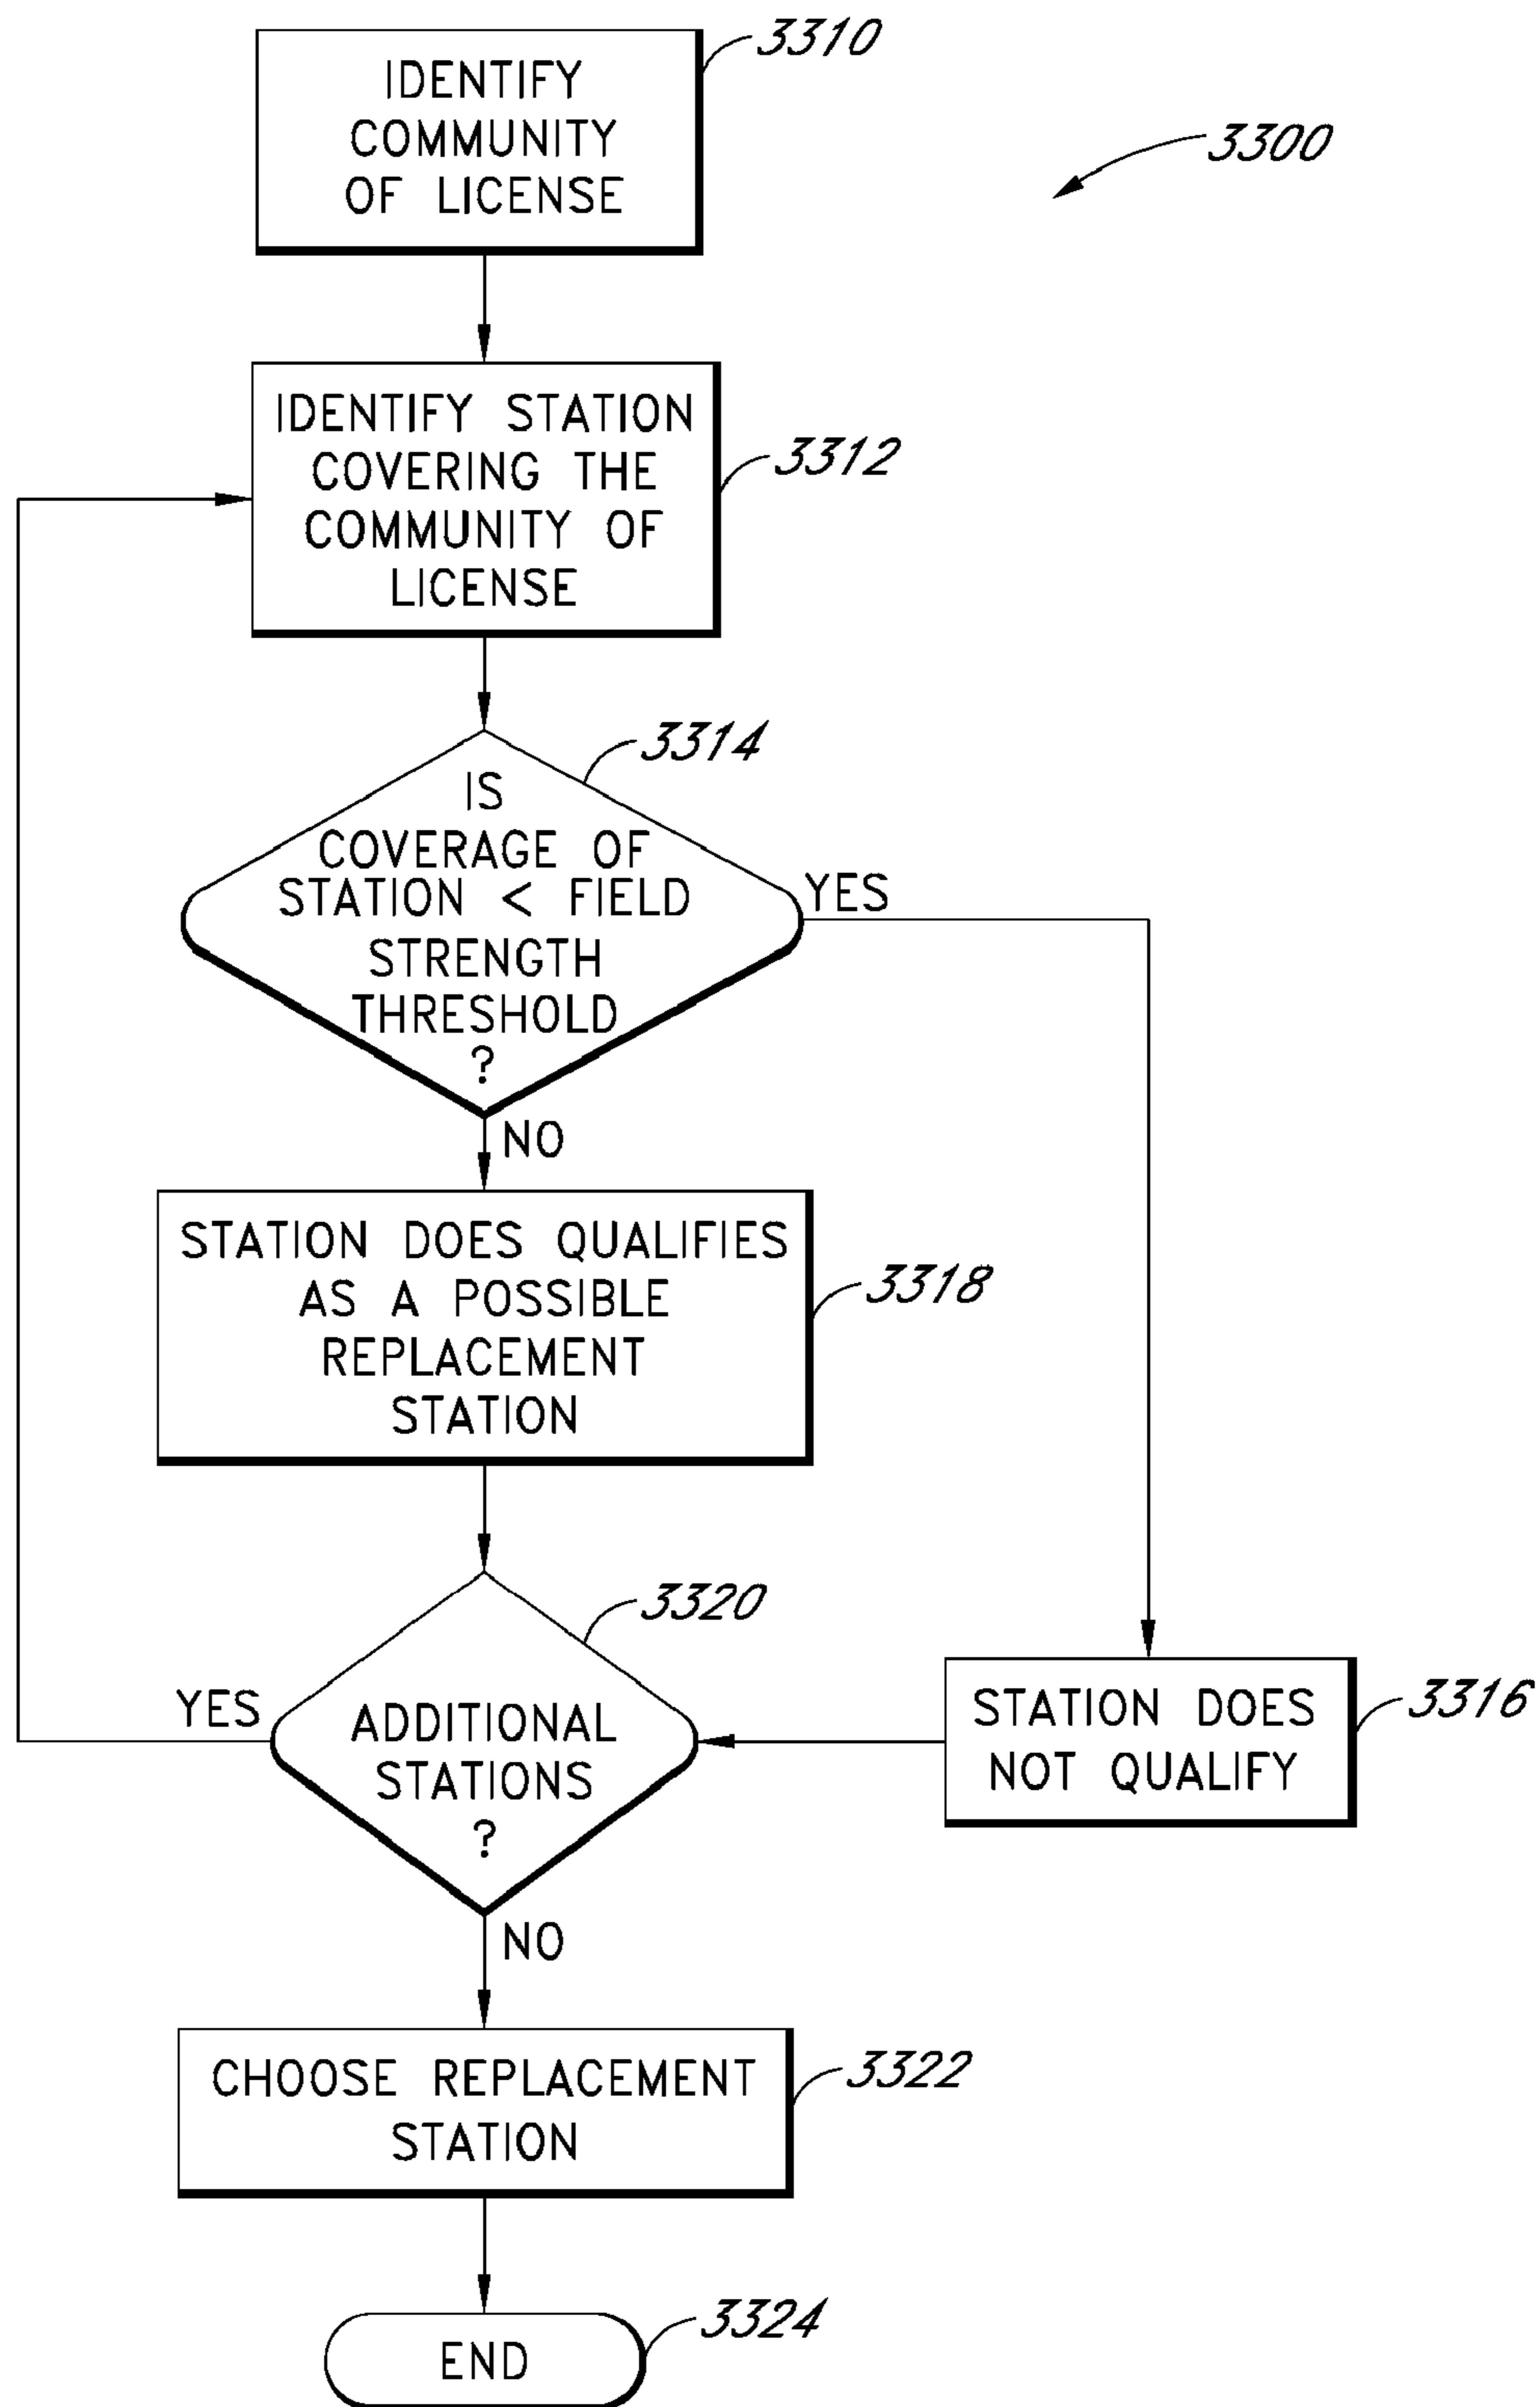 3310
IDENTIFY
COMMUNITY
OF LICENSE
3300
IDENTIFY STATION
COVERING THE
COMMUNITY OF
LICENSE
3312
3314
IS
COVERAGE OF
STATION < FIELD
STRENGTH
THRESHOLD
?
YES
NO
STATION DOES QUALIFIES
AS A POSSIBLE
REPLACEMENT
STATION
3318
3320
YES
ADDITIONAL
STATIONS
?
STATION DOES
NOT QUALIFY
3316
NO
CHOOSE REPLACEMENT
STATION
3322
3324
END